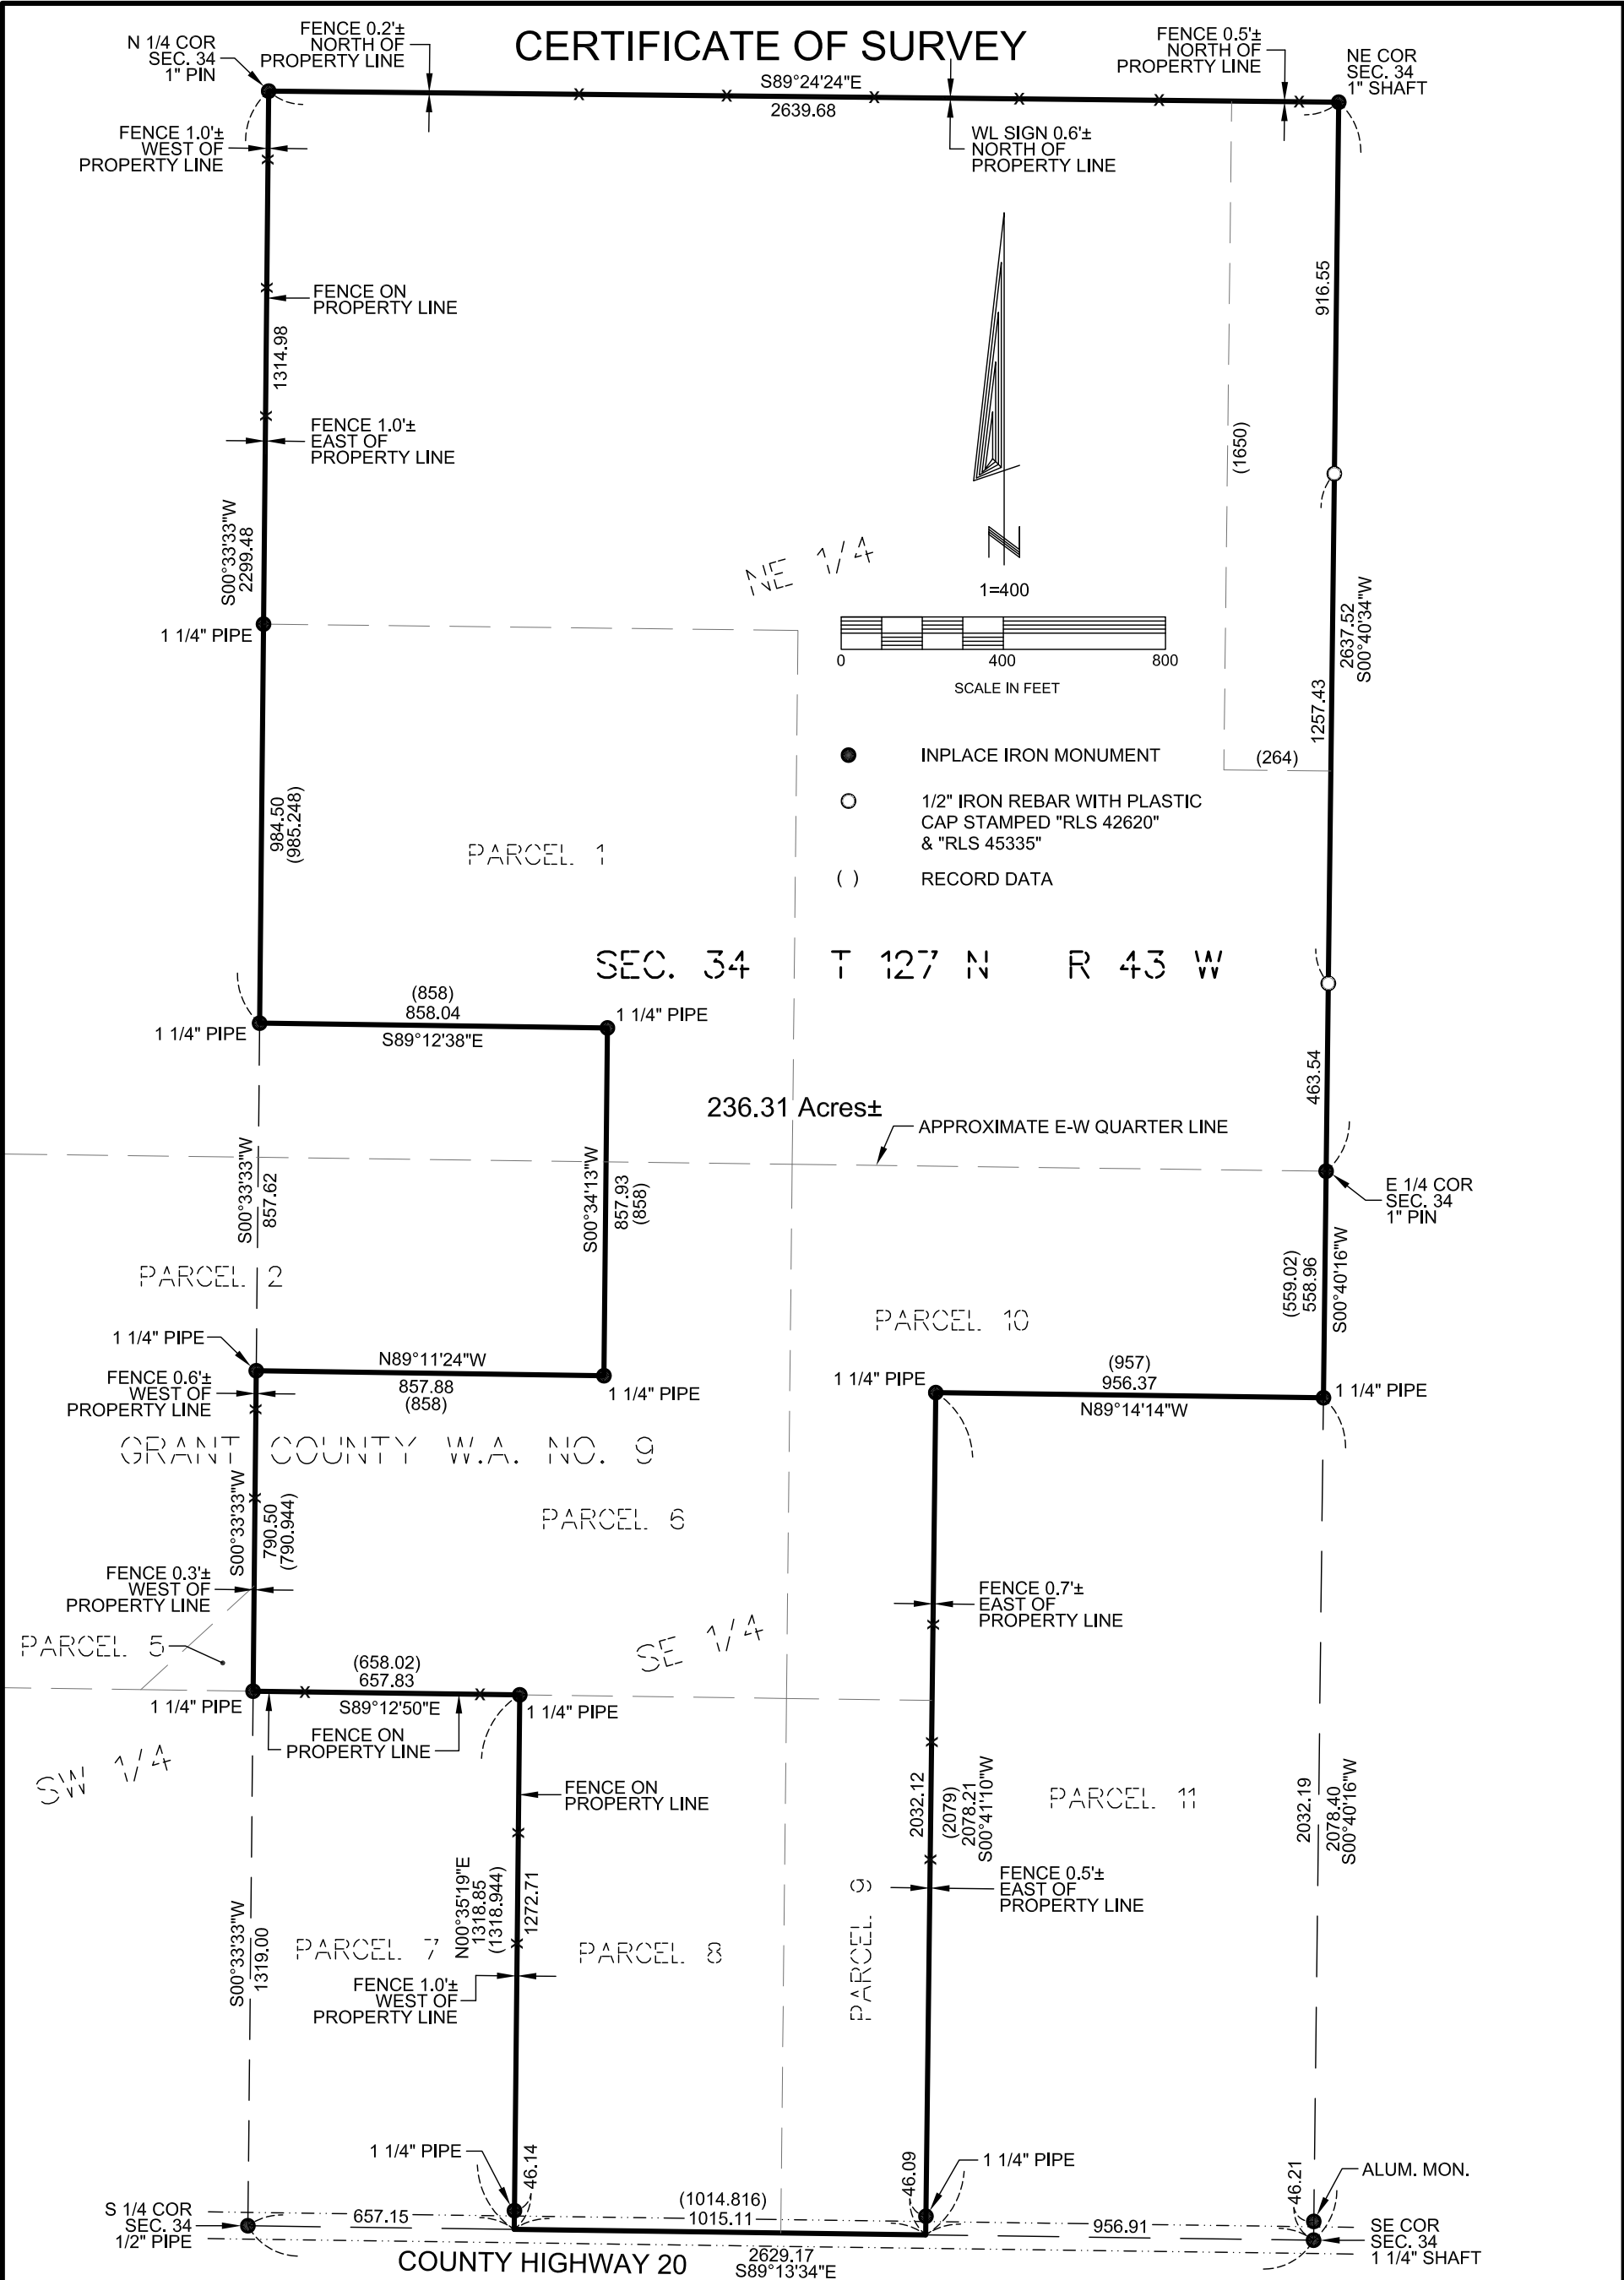 CERTIFICATE OF SURVEY
N 1/4 COR
SEC. 34
1" PIN
FENCE 0.2'±
NORTH OF
PROPERTY LINE
S89°24'24"E
2639.68
FENCE 0.5'±
NORTH OF
PROPERTY LINE
NE COR
SEC. 34
1" SHAFT
FENCE 1.0'±
WEST OF
PROPERTY LINE
WL SIGN 0.6'±
NORTH OF
PROPERTY LINE
FENCE ON
PROPERTY LINE
1314.98
916.55
FENCE 1.0'±
EAST OF
PROPERTY LINE
(1650)
S00°33'33"W
2299.48
NE 1/4
N
1=400
0 400 800
SCALE IN FEET
2637.52
S00°40'34"W
1 1/4" PIPE
1257.43
INPLACE IRON MONUMENT
(264)
1/2" IRON REBAR WITH PLASTIC
CAP STAMPED "RLS 42620"
& "RLS 45335"
( ) RECORD DATA
984.50
(985.248)
PARCEL 1
SEC. 34 T 127 N R 43 W
(858)
858.04
S89°12'38"E
1 1/4" PIPE
1 1/4" PIPE
463.54
236.31 Acres±
APPROXIMATE E-W QUARTER LINE
S00°33'33"W
857.62
S00°34'13"W
857.93
(858)
E 1/4 COR
SEC. 34
1" PIN
PARCEL 2
(559.02)
558.96
S00°40'16"W
PARCEL 10
1 1/4" PIPE
N89°11'24"W
857.88
(858)
1 1/4" PIPE
FENCE 0.6'±
WEST OF
PROPERTY LINE
1 1/4" PIPE
(957)
956.37
N89°14'14"W
1 1/4" PIPE
GRANT COUNTY W.A. NO. 9
S00°33'33"W
790.50
(790.944)
PARCEL 6
FENCE 0.3'±
WEST OF
PROPERTY LINE
FENCE 0.7'±
EAST OF
PROPERTY LINE
PARCEL 5
SE 1/4
(658.02)
657.83
S89°12'50"E
1 1/4" PIPE
1 1/4" PIPE
FENCE ON
PROPERTY LINE
SW 1/4
FENCE ON
PROPERTY LINE
2032.12
(2079)
2078.21
S00°41'10"W
PARCEL 11
2032.19
2078.40
S00°40'16"W
FENCE 0.5'±
EAST OF
PROPERTY LINE
N00°35'19"E
1318.85
(1318.944)
1272.71
S00°33'33"W
1319.00
PARCEL 7
PARCEL 8
PARCEL 9
FENCE 1.0'±
WEST OF
PROPERTY LINE
1 1/4" PIPE
46.14
46.09
1 1/4" PIPE
46.21
ALUM. MON.
S 1/4 COR
SEC. 34
1/2" PIPE
657.15
(1014.816)
1015.11
956.91
SE COR
SEC. 34
1 1/4" SHAFT
COUNTY HIGHWAY 20
2629.17
S89°13'34"E